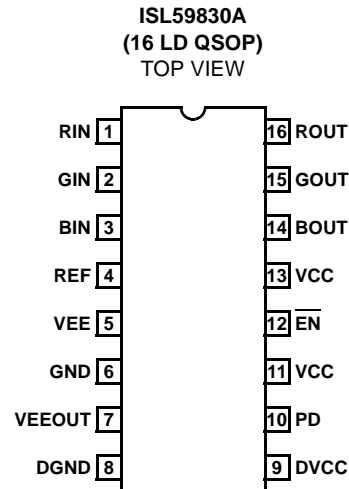 ISL59830A
(16 LD QSOP)
TOP VIEW
RIN 1 16 ROUT
GIN 2 15 GOUT
BIN 3 14 BOUT
REF 4 13 VCC
VEE 5 12 E̅N̅
GND 6 11 VCC
VEEOUT 7 10 PD
DGND 8 9 DVCC